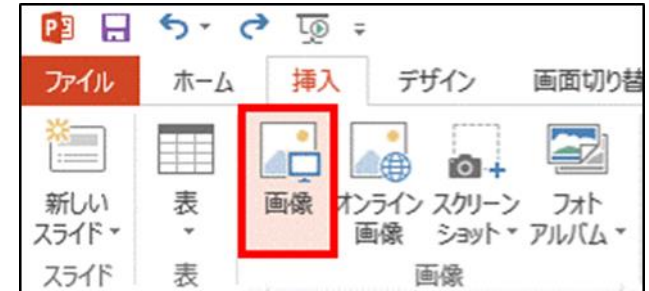 ファイル ホーム 挿入 デザイン 画面切り替
新しい
スライド
表
画像
オンライン
画像
スクリーン
ショット
フォト
アルバム
スライド 表 画像